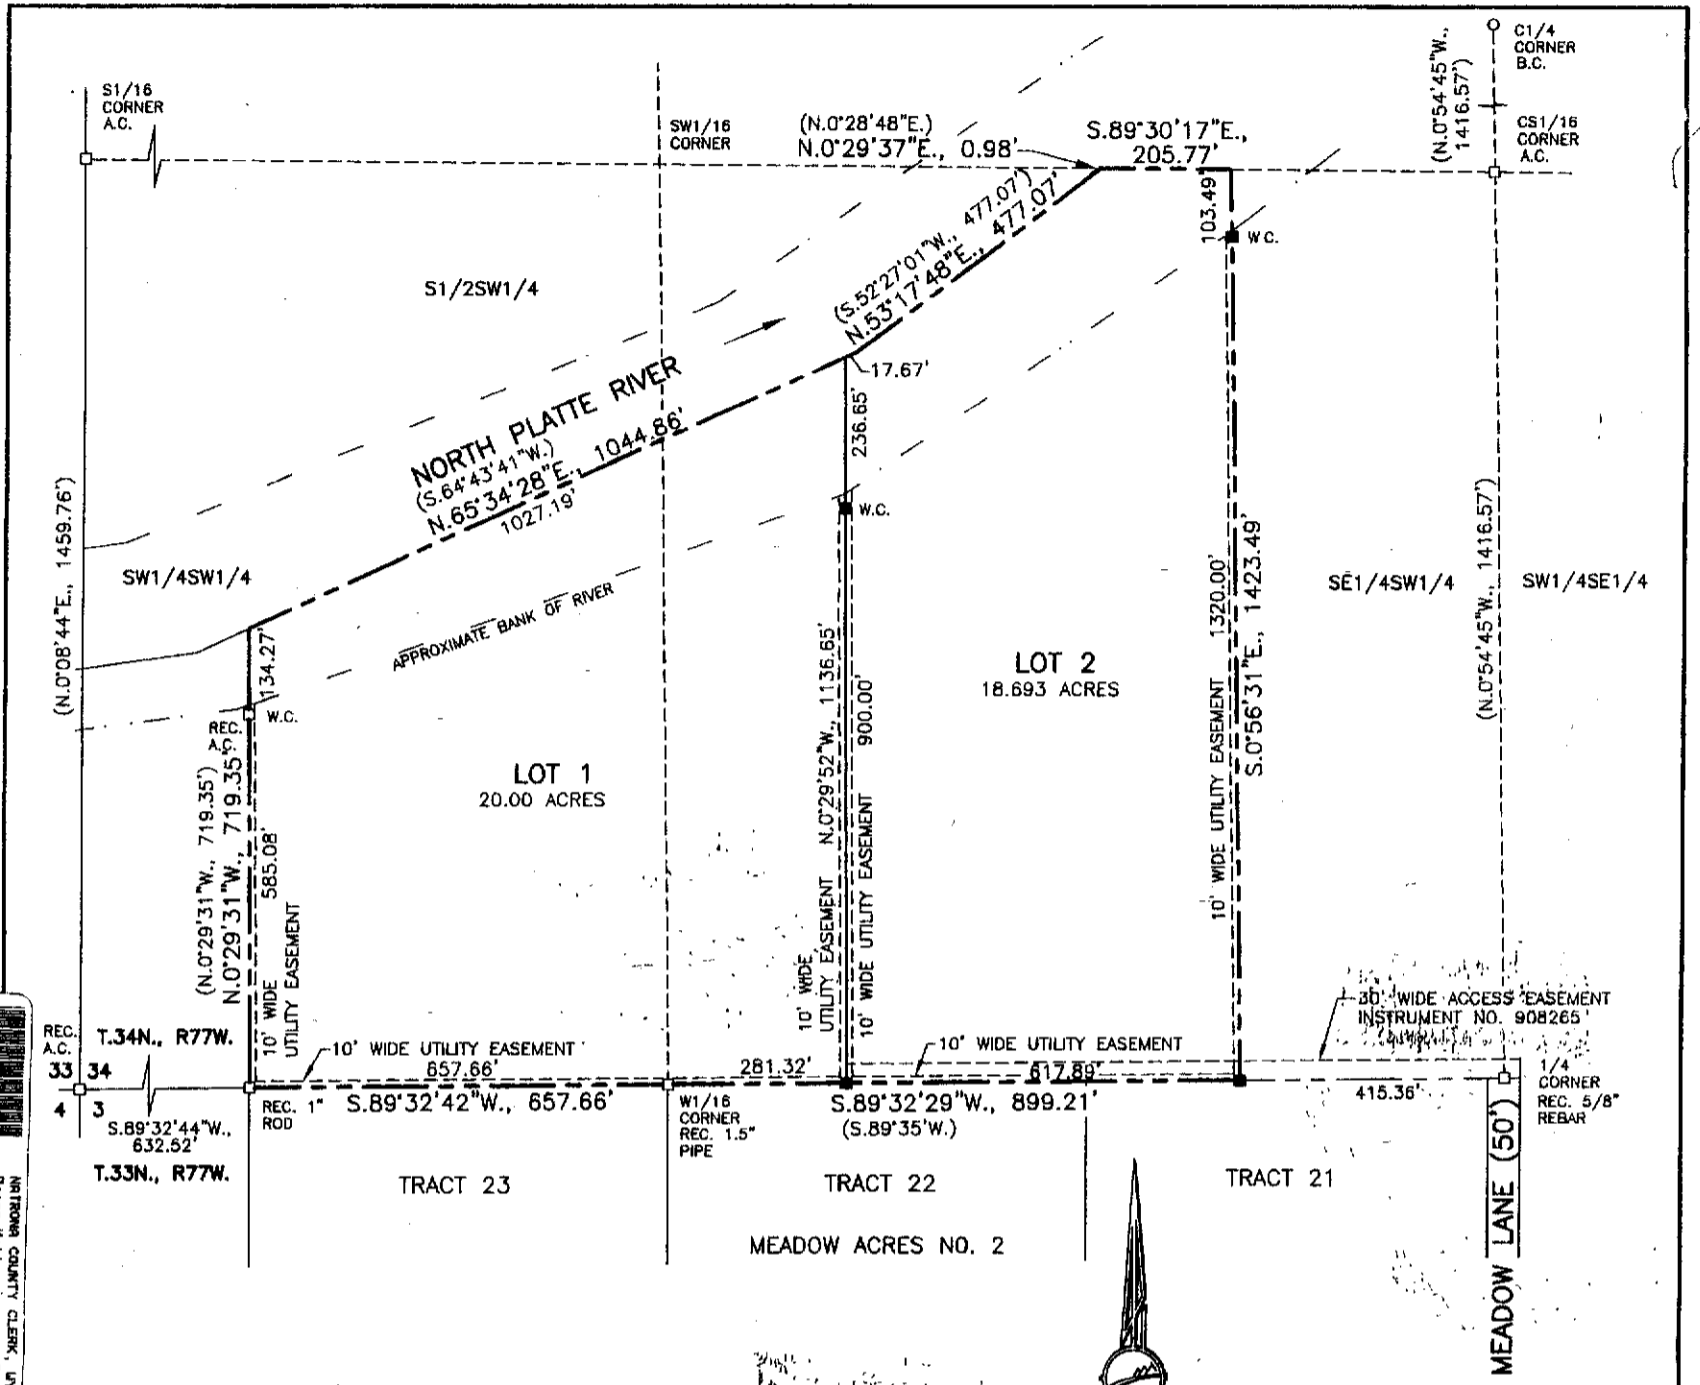 S1/16
CORNER
A.C.
SW1/16
CORNER
(N.0°28'48"E.)
N.0°29'37"E., 0.98'
S.89°30'17"E.,
205.77'
(N.0°54'45"W.,
1416.57')
C1/4
CORNER
B.C.
CS1/16
CORNER
A.C.
103.49'
W.C.
(S.52°27'01"W., 477.07')
N.53°17'48"E., 477.07'
S1/2SW1/4
17.67'
236.65'
W.C.
NORTH PLATTE RIVER
(S.64°43'41"W.)
N.65°34'28"E., 1044.86'
1027.19'
(N.0°08'44"E., 1459.76')
SW1/4SW1/4
APPROXIMATE BANK OF RIVER
134.27'
W.C.
REC.
A.C.
(N.0°29'31"W., 719.35')
N.0°29'31"W., 719.35'
585.08'
10' WIDE
UTILITY EASEMENT
LOT 1
20.00 ACRES
10' WIDE
UTILITY EASEMENT N.0°29'52"W., 1136.65'
10' WIDE UTILITY EASEMENT 900.00'
LOT 2
18.693 ACRES
10' WIDE UTILITY EASEMENT 1320.00'
S.0°56'31"E., 1423.49'
SE1/4SW1/4
(N.0°54'45"W., 1416.57')
SW1/4SE1/4
30' WIDE ACCESS EASEMENT
INSTRUMENT NO. 908265
REC.
A.C.
33 34
4 3
T.34N., R77W.
S.89°32'44"W.,
632.52'
T.33N., R77W.
10' WIDE UTILITY EASEMENT
657.66'
REC. 1"
ROD
S.89°32'42"W., 657.66'
W1/16
CORNER
REC. 1.5"
PIPE
281.32'
10' WIDE UTILITY EASEMENT
617.89'
S.89°32'29"W., 899.21'
(S.89°35'W.)
415.36'
1/4
CORNER
REC. 5/8"
REBAR
TRACT 23
TRACT 22
TRACT 21
MEADOW ACRES NO. 2
MEADOW LANE (50')
NATRONA COUNTY CLERK,